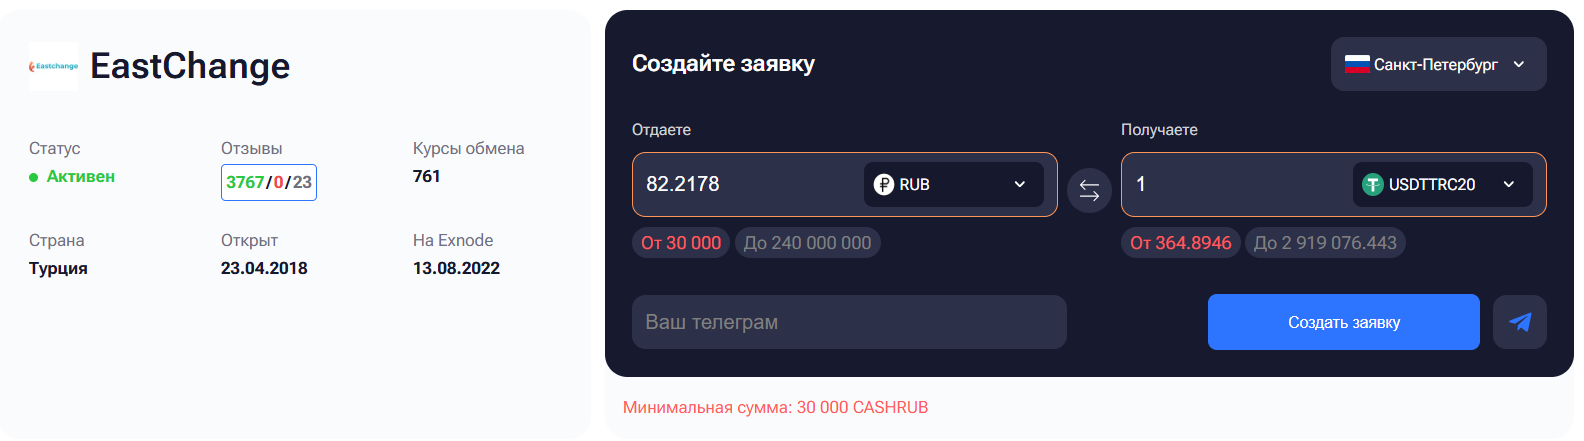 Eastchange
EastChange
Статус
Активен
Отзывы
3767/0/23
Курсы обмена
761
Страна
Турция
Открыт
23.04.2018
На Exnode
13.08.2022
Создайте заявку
Санкт-Петербург
Отдаете
82.2178
RUB
От 30 000
До 240 000 000
Получаете
1
USDTTRC20
От 364.8946
До 2 919 076.443
Ваш телеграм
Создать заявку
Минимальная сумма: 30 000 CASHRUB